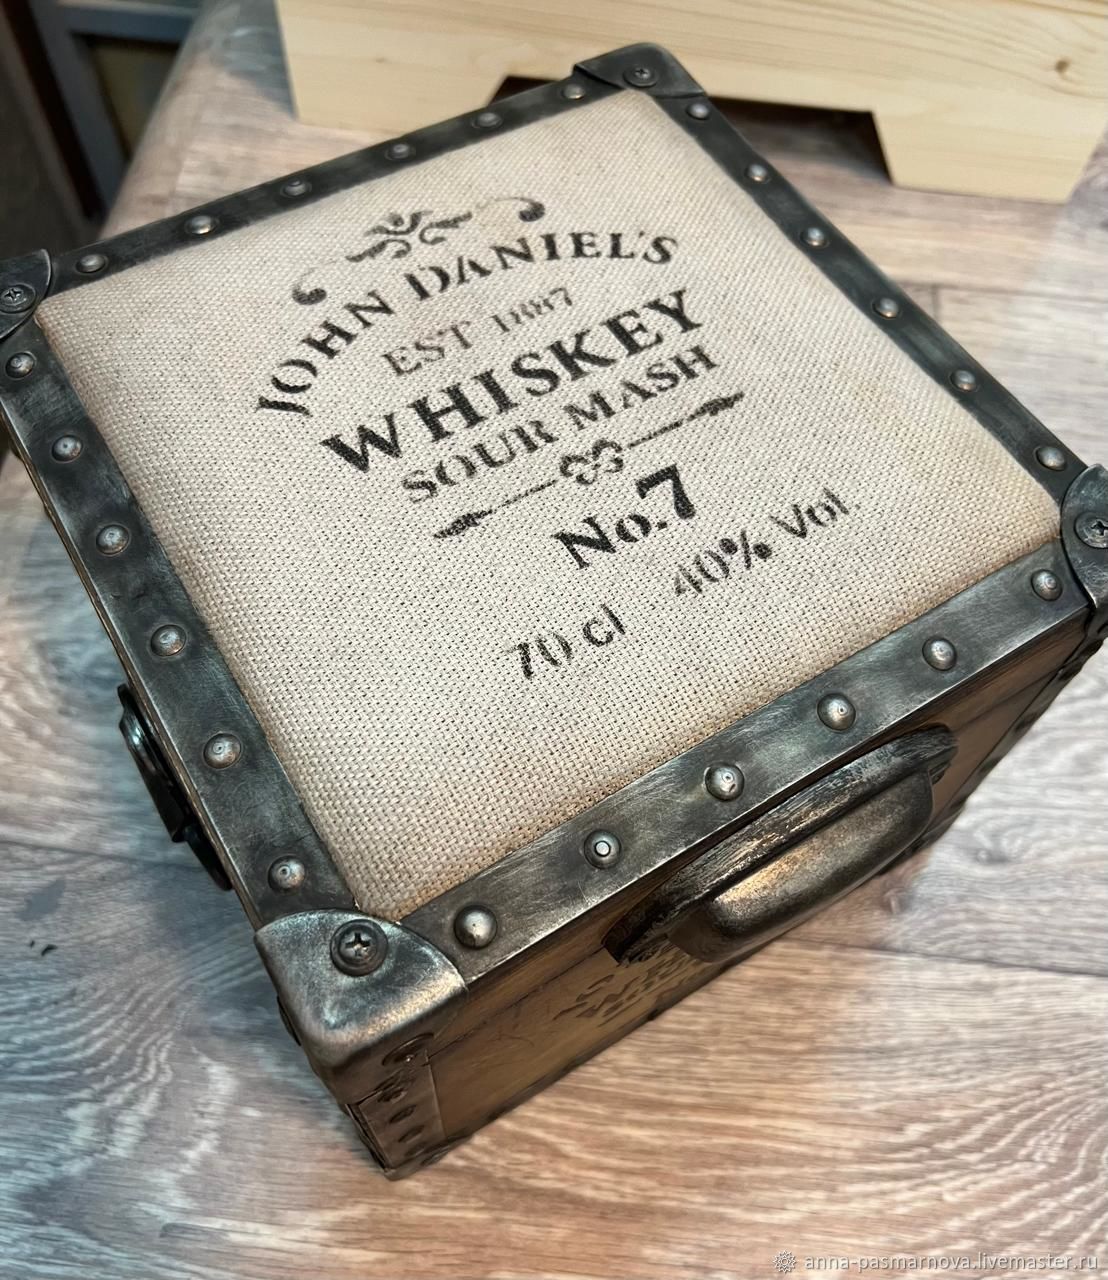 JOHN DANIEL'S
EST 1887
WHISKEY
SOUR MASH
No.7
70 cl 40% Vol.
anna-pasmarnova.livemaster.ru